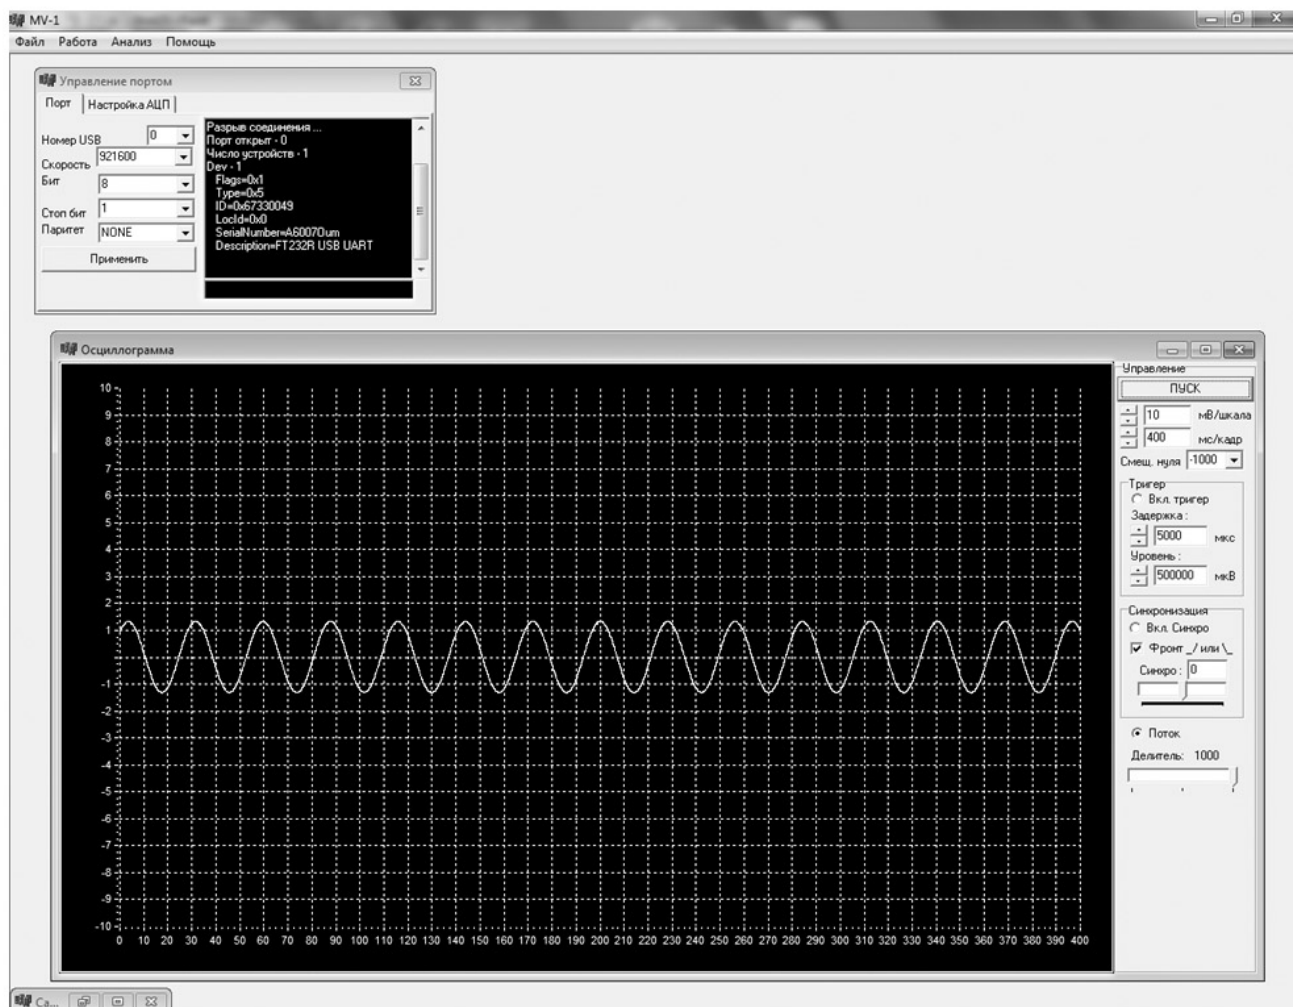 MV-1
Файл Работа Анализ Помощь
Управление портом
Порт Настройка АЦП
Номер USB 0
Скорость 921600
Бит 8
Стоп бит 1
Паритет NONE
Применить
Разрыв соединения ...
Порт открыт - 0
Число устройств - 1
Dev - 1
Flags=0x1
Type=0x5
ID=0x67330049
LocId=0x0
SerialNumber=A6007Oum
Description=FT232R USB UART
Осциллограмма
10
9
8
7
6
5
4
3
2
1
-1
-2
-3
-4
-5
-6
-7
-8
-9
-10
0 10 20 30 40 50 60 70 80 90 100 110 120 130 140 150 160 170 180 190 200 210 220 230 240 250 260 270 280 290 300 310 320 330 340 350 360 370 380 390 400
Управление
ПУСК
10 мВ/шкала
400 мс/кадр
Смещ. нуля -1000
Тригер
Вкл. тригер
Задержка :
5000 мкс
Уровень :
500000 мкВ
Синхронизация
Вкл. Синхро
Фронт _/ или \_
Синхро : 0
Поток
Делитель: 1000
Са...